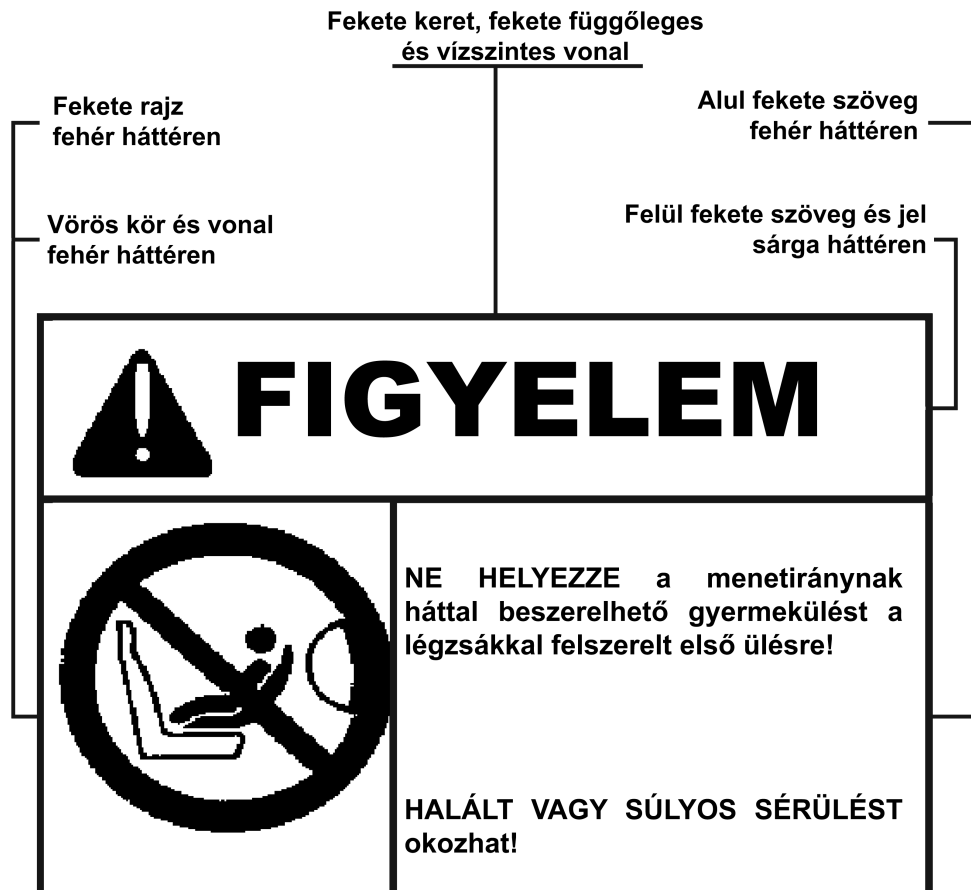 Fekete keret, fekete függőleges
és vízszintes vonal
Fekete rajz
fehér háttéren
Alul fekete szöveg
fehér háttéren
Vörös kör és vonal
fehér háttéren
Felül fekete szöveg és jel
sárga háttéren
FIGYELEM
NE HELYEZZE a menetiránynak
háttal beszerelhető gyermekülést a
légzsákkal felszerelt első ülésre!
HALÁLT VAGY SÚLYOS SÉRÜLÉST
okozhat!